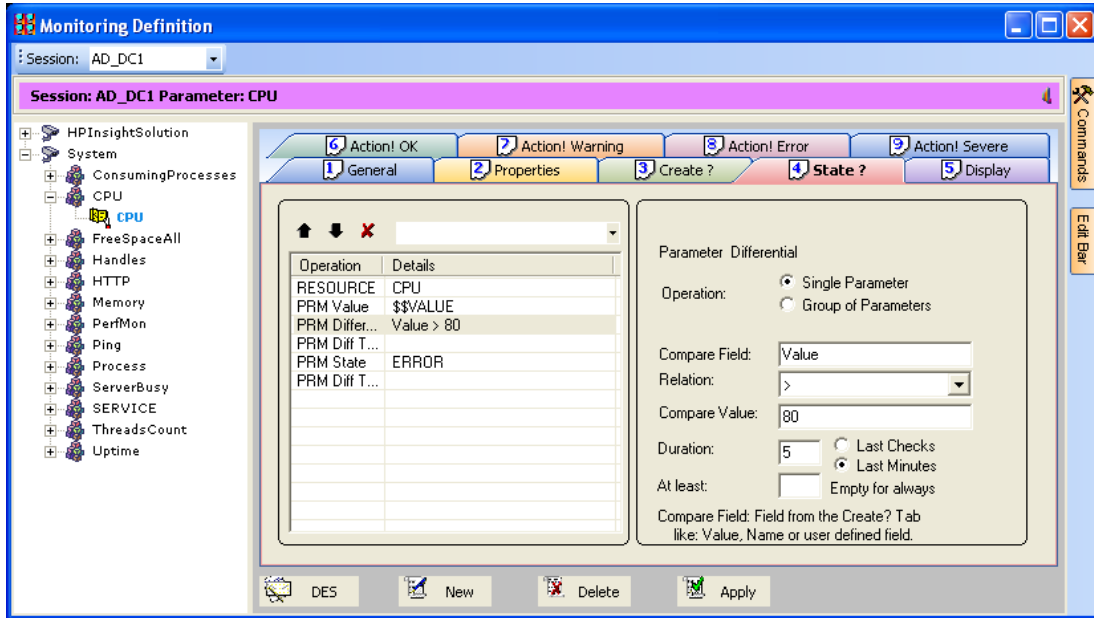 Monitoring Definition
Session: AD_DC1
Session: AD_DC1 Parameter: CPU
HPInsightSolution
System
ConsumingProcesses
CPU
CPU
FreeSpaceAll
Handles
HTTP
Memory
PerfMon
Ping
Process
ServerBusy
SERVICE
ThreadsCount
Uptime
6 Action! OK 7 Action! Warning 8 Action! Error 9 Action! Severe
1 General 2 Properties 3 Create ? 4 State ? 5 Display
Operation Details
RESOURCE CPU
PRM Value $$VALUE
PRM Differ... Value > 80
PRM Diff T...
PRM State ERROR
PRM Diff T...
Parameter Differential
Operation: Single Parameter
Group of Parameters
Compare Field: Value
Relation: >
Compare Value: 80
Duration: 5 Last Checks
Last Minutes
At least: Empty for always
Compare Field: Field from the Create? Tab
like: Value, Name or user defined field.
DES New Delete Apply
Commands
Edit Bar